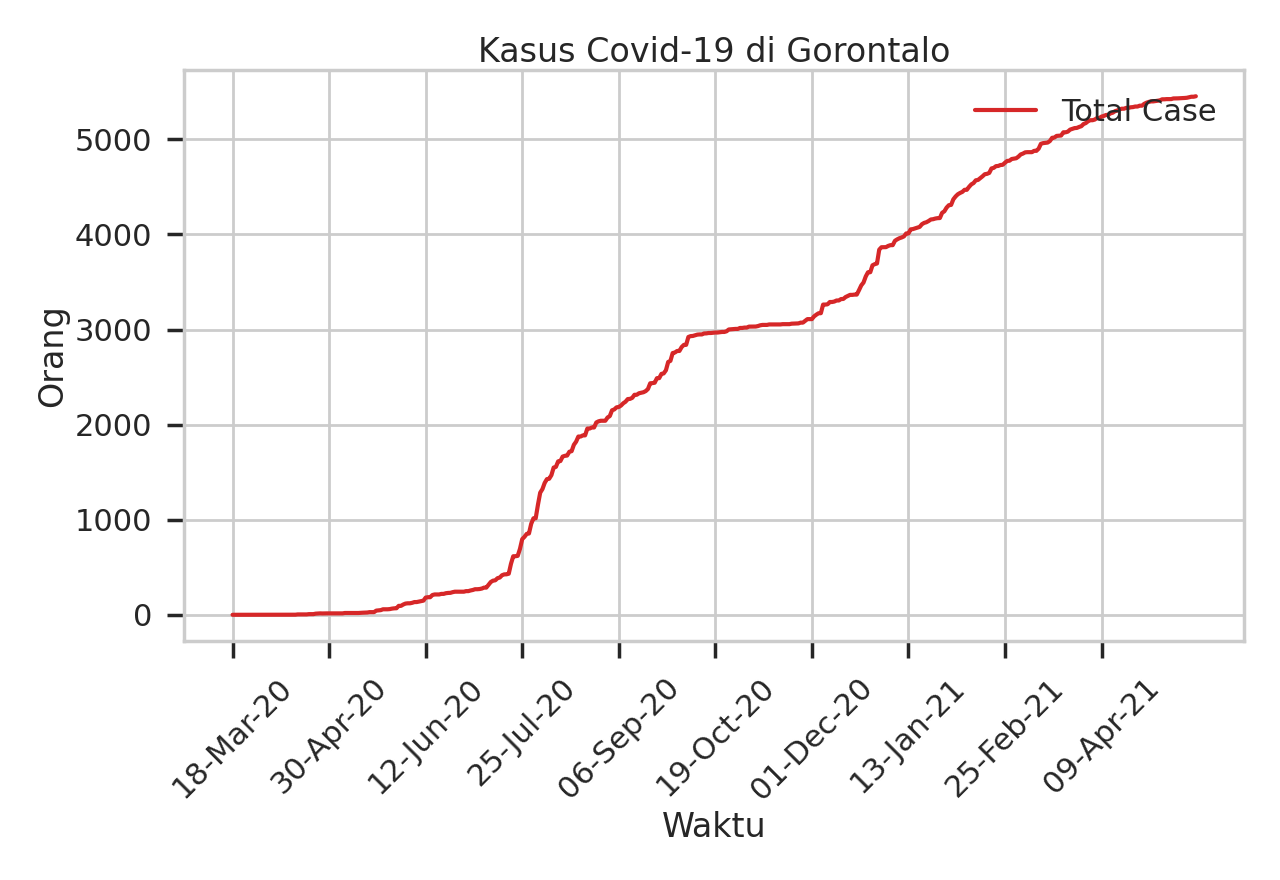 Kasus Covid-19 di Gorontalo
Total Case
Orang
5000
4000
3000
2000
1000
0
18-Mar-20
30-Apr-20
12-Jun-20
25-Jul-20
06-Sep-20
19-Oct-20
01-Dec-20
13-Jan-21
25-Feb-21
09-Apr-21
Waktu